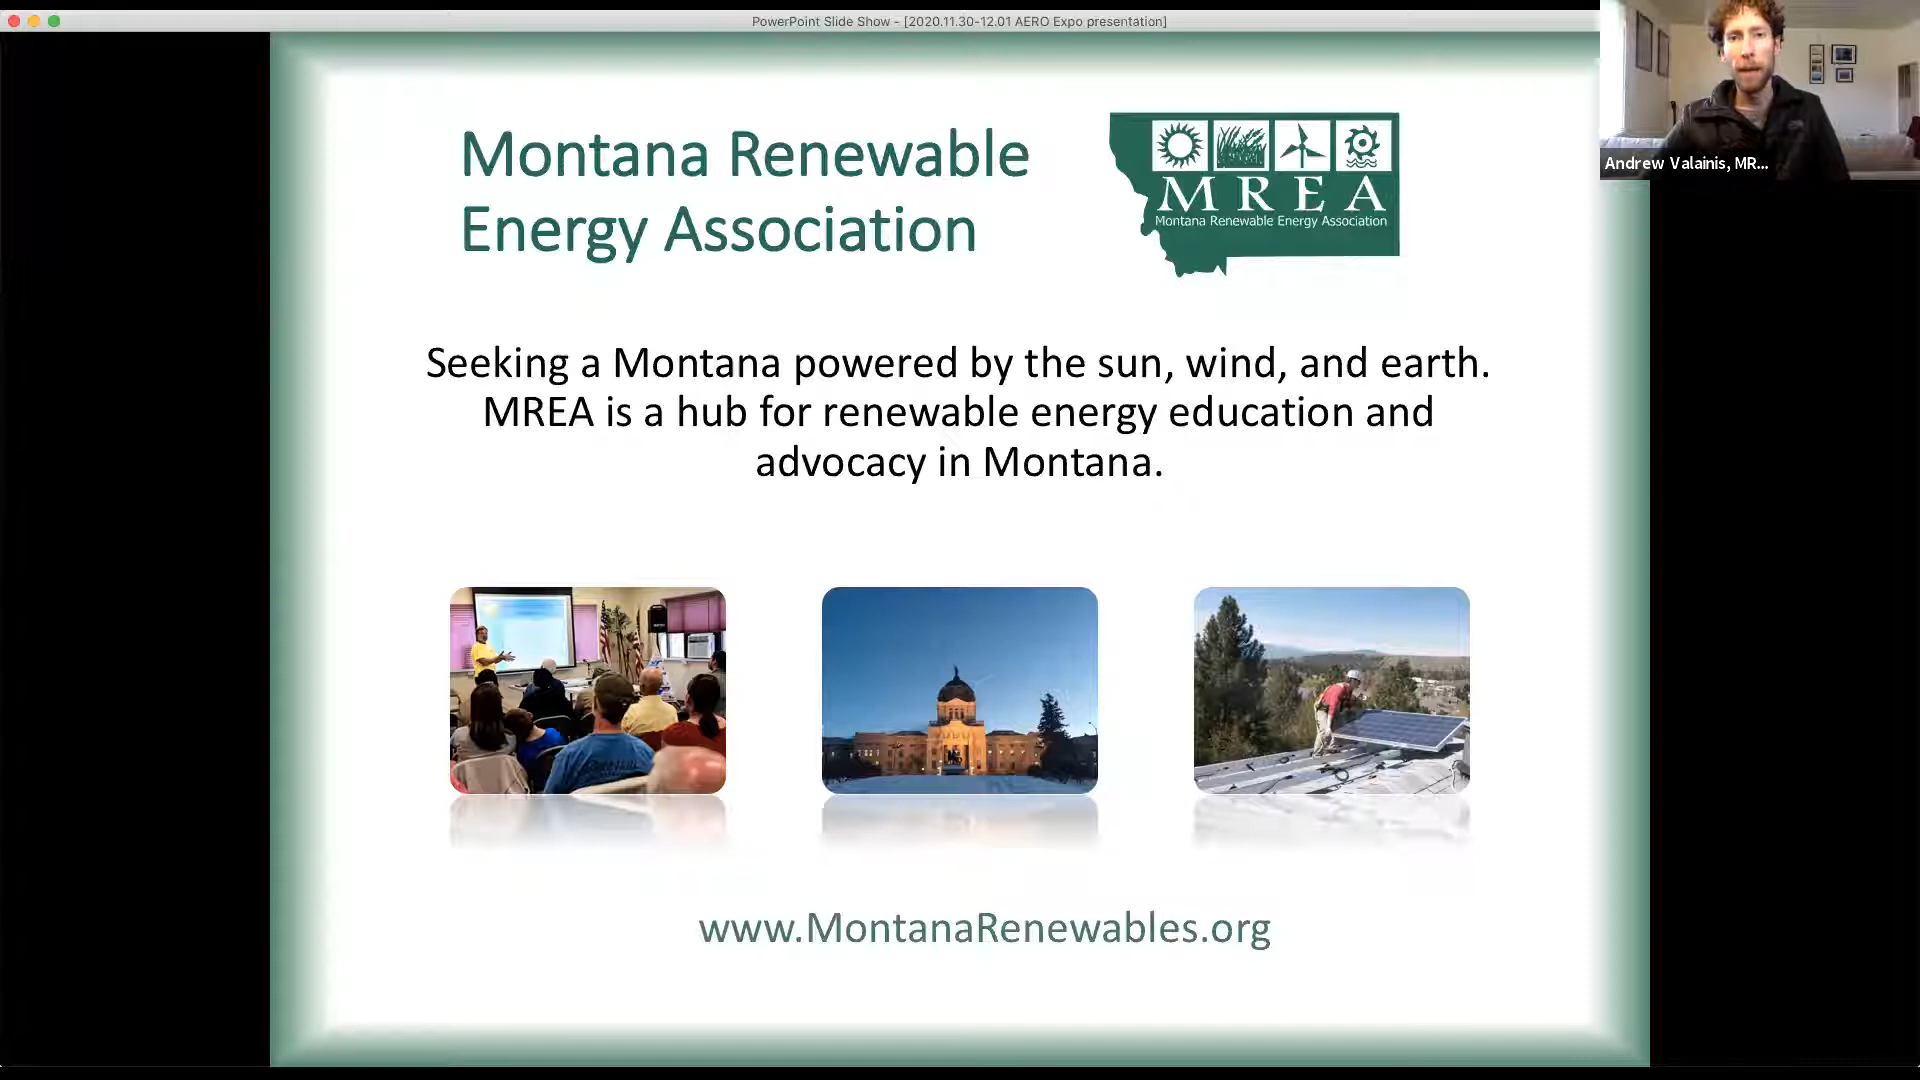 PowerPoint Slide Show - [2020.11.30-12.01 AERO Expo presentation]
Andrew Valainis, MR...
Montana Renewable
Energy Association
M R E A
Montana Renewable Energy Association
Seeking a Montana powered by the sun, wind, and earth.
MREA is a hub for renewable energy education and
advocacy in Montana.
www.MontanaRenewables.org